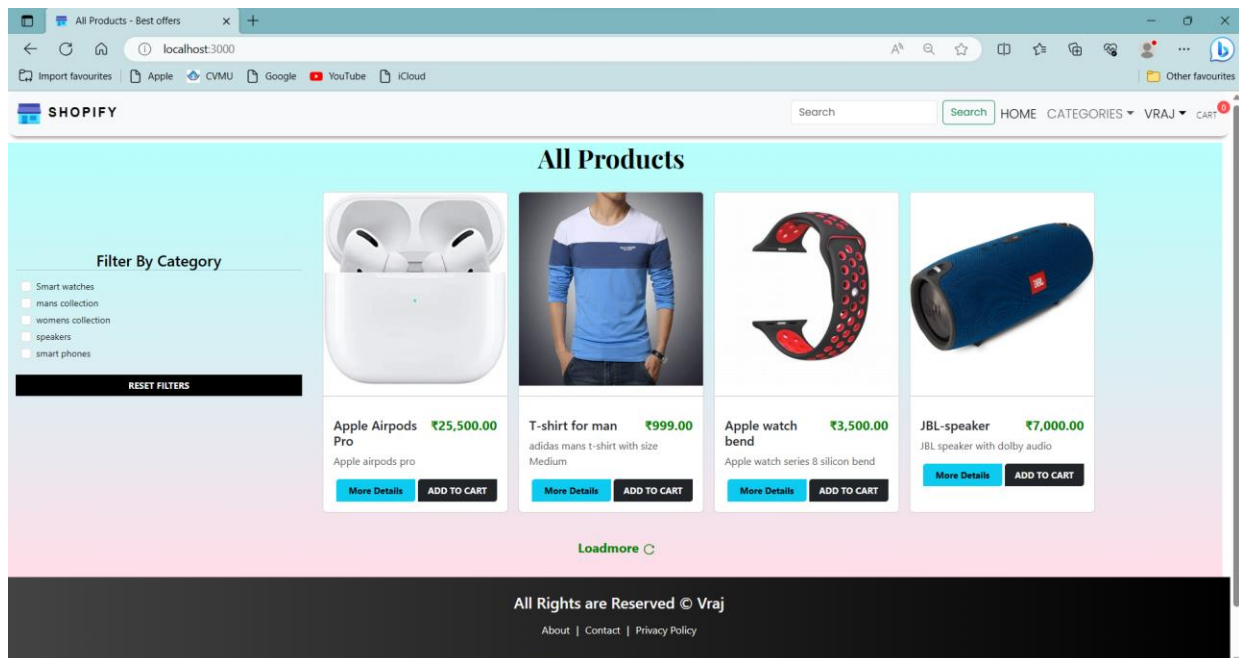 All Products - Best offers
localhost:3000
Import favourites Apple CVMU Google YouTube iCloud Other favourites
SHOPIFY Search Search HOME CATEGORIES VRAJ CART 0
All Products
Filter By Category
Smart watches
mans collection
womens collection
speakers
smart phones
RESET FILTERS
JBL
Apple Airpods Pro ₹25,500.00
Apple airpods pro
More Details ADD TO CART
T-shirt for man ₹999.00
adidas mans t-shirt with size
Medium
More Details ADD TO CART
Apple watch bend ₹3,500.00
Apple watch series 8 silicon bend
More Details ADD TO CART
JBL-speaker ₹7,000.00
JBL speaker with dolby audio
More Details ADD TO CART
Loadmore
All Rights are Reserved © Vraj
About | Contact | Privacy Policy